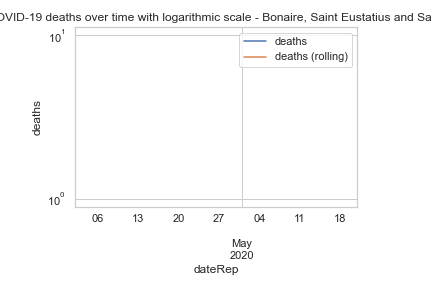 OVID-19 deaths over time with logarithmic scale - Bonaire, Saint Eustatius and Sa
10¹
deaths
deaths (rolling)
deaths
10⁰
06 13 20 27 04 11 18
May
2020
dateRep